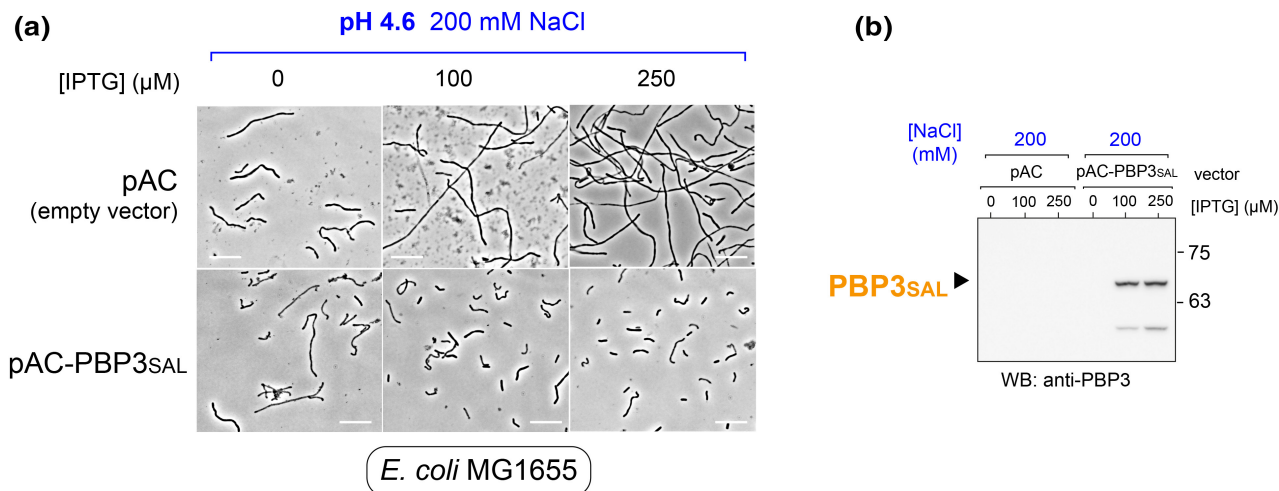 (a)
pH 4.6 200 mM NaCl
[IPTG] (µM)
0 100 250
pAC
(empty vector)
pAC-PBP3SAL
E. coli MG1655
(b)
[NaCl]
(mM)
200 200
pAC pAC-PBP3SAL vector
0 100 250 0 100 250 [IPTG] (µM)
75
PBP3SAL
63
WB: anti-PBP3